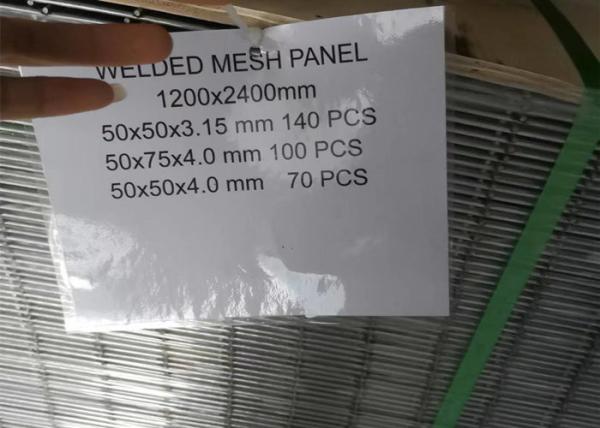 WELDED MESH PANEL
1200x2400mm
50x50x3.15 mm 140 PCS
50x75x4.0 mm 100 PCS
50x50x4.0 mm 70 PCS